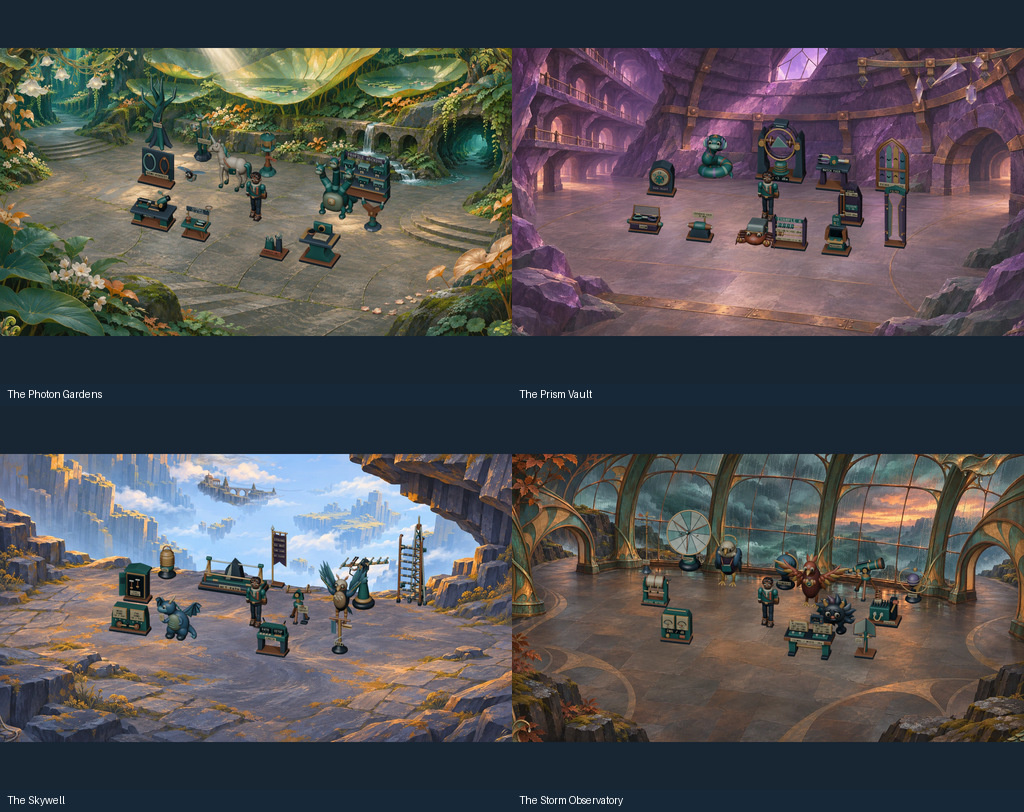 The Photon Gardens
The Prism Vault
The Skywell
The Storm Observatory